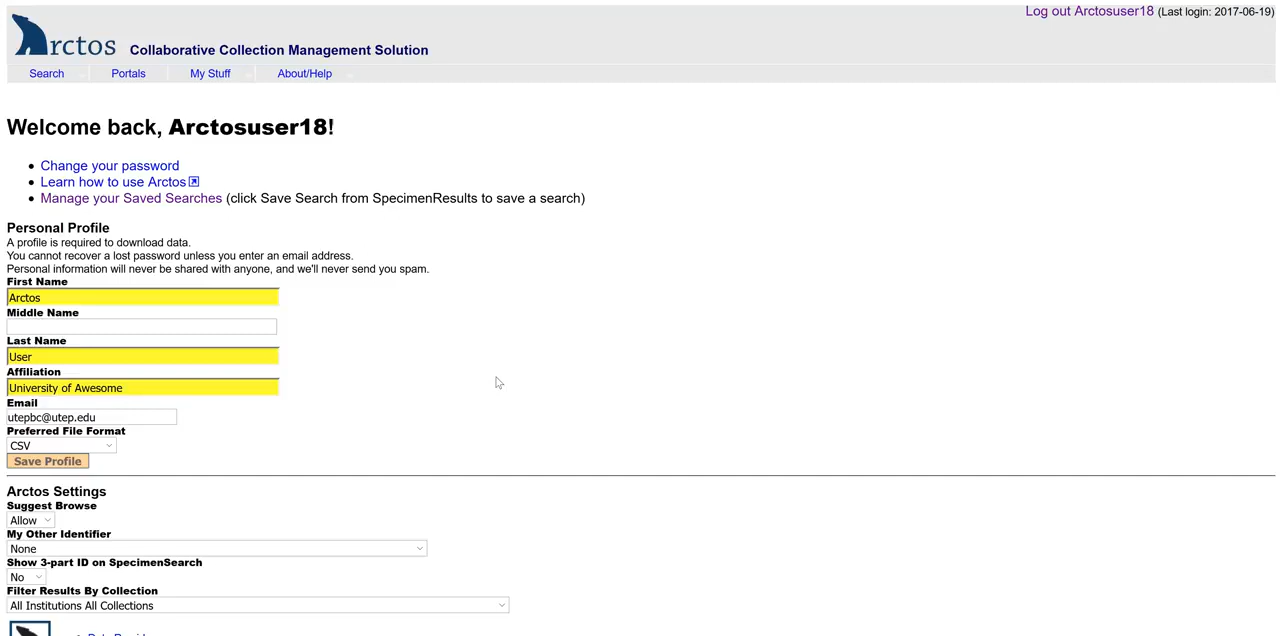 Log out Arctosuser18 (Last login: 2017-06-19)
Arctos Collaborative Collection Management Solution
Search Portals My Stuff About/Help
Welcome back, Arctosuser18!
Change your password
Learn how to use Arctos
Manage your Saved Searches (click Save Search from SpecimenResults to save a search)
Personal Profile
A profile is required to download data.
You cannot recover a lost password unless you enter an email address.
Personal information will never be shared with anyone, and we'll never send you spam.
First Name
Arctos
Middle Name
Last Name
User
Affiliation
University of Awesome
Email
utepbc@utep.edu
Preferred File Format
CSV
Save Profile
Arctos Settings
Suggest Browse
Allow
My Other Identifier
None
Show 3-part ID on SpecimenSearch
No
Filter Results By Collection
All Institutions All Collections